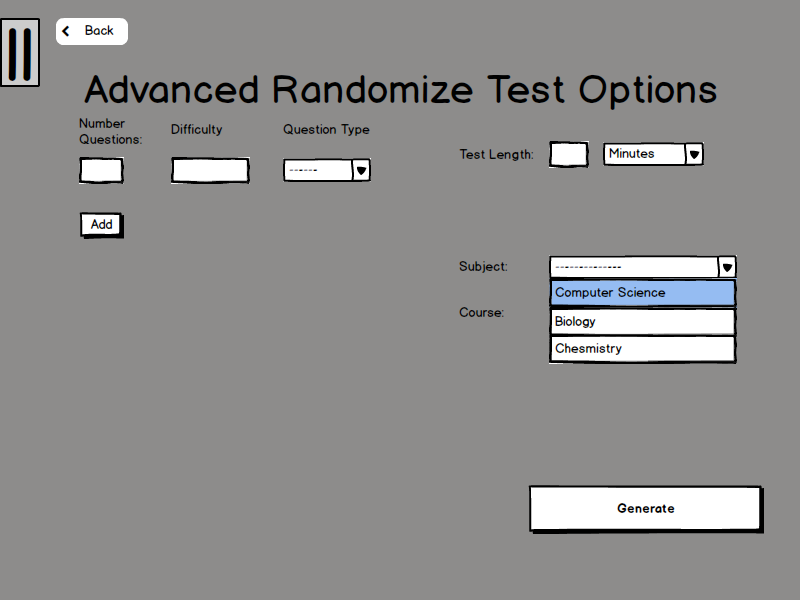 Back
Advanced Randomize Test Options
Number
Questions:
Difficulty
Question Type
------
Add
Test Length:
Minutes
Subject:
--------------
Computer Science
Biology
Chesmistry
Course:
Generate